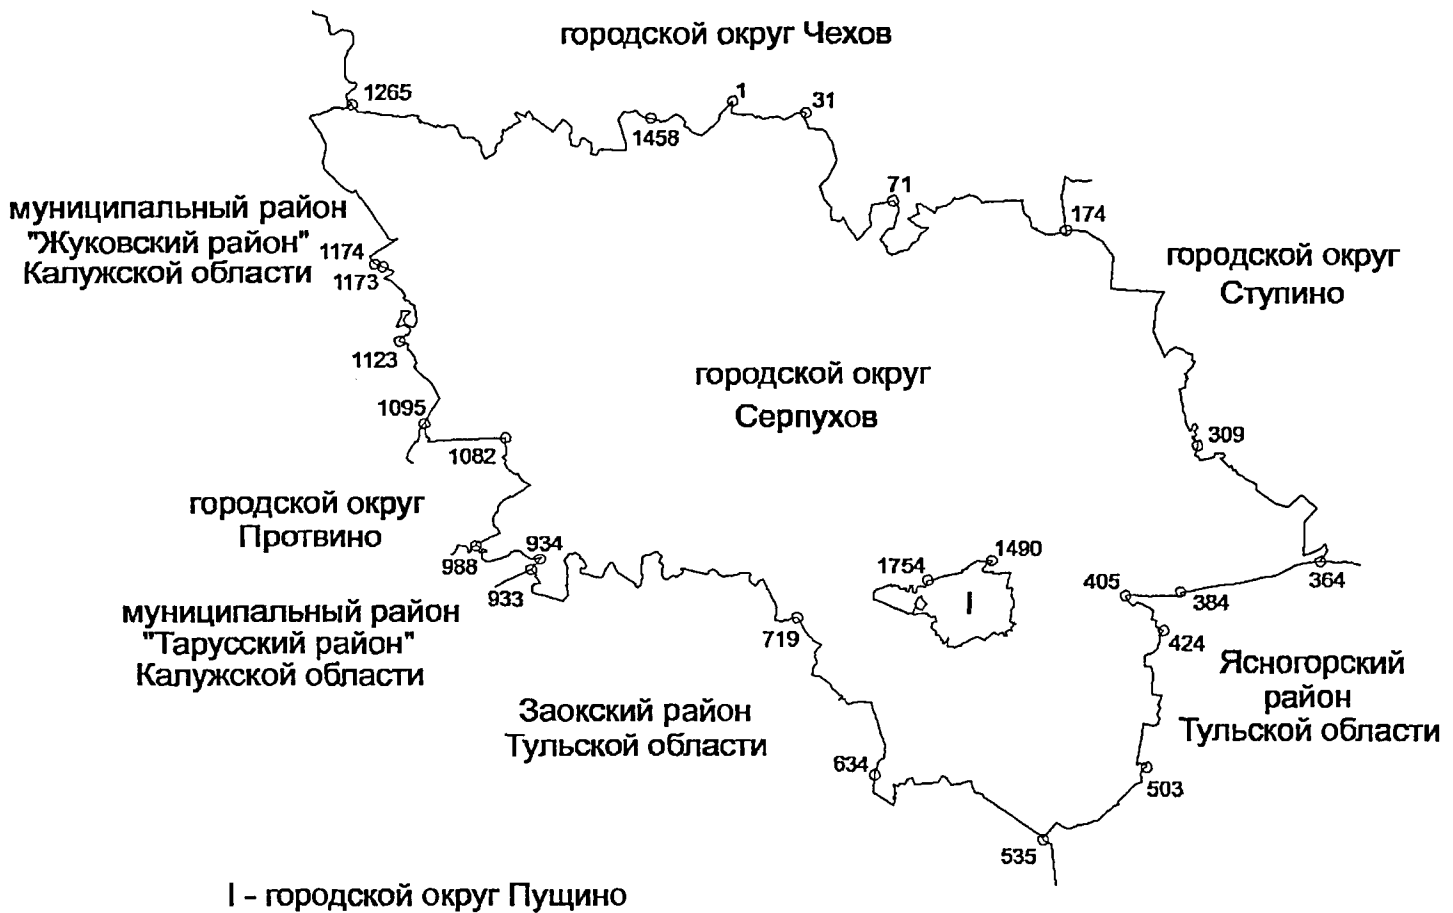 городской округ Чехов
1265
1
31
1458
71
174
муниципальный район
"Жуковский район"
Калужской области
1174
1173
городской округ
Ступино
1123
городской округ
Серпухов
1095
1082
309
городской округ
Протвино
988
934
933
1754
1490
I
405
384
364
муниципальный район
"Тарусский район"
Калужской области
719
424
Ясногорский
район
Тульской области
Заокский район
Тульской области
634
503
535
I - городской округ Пущино